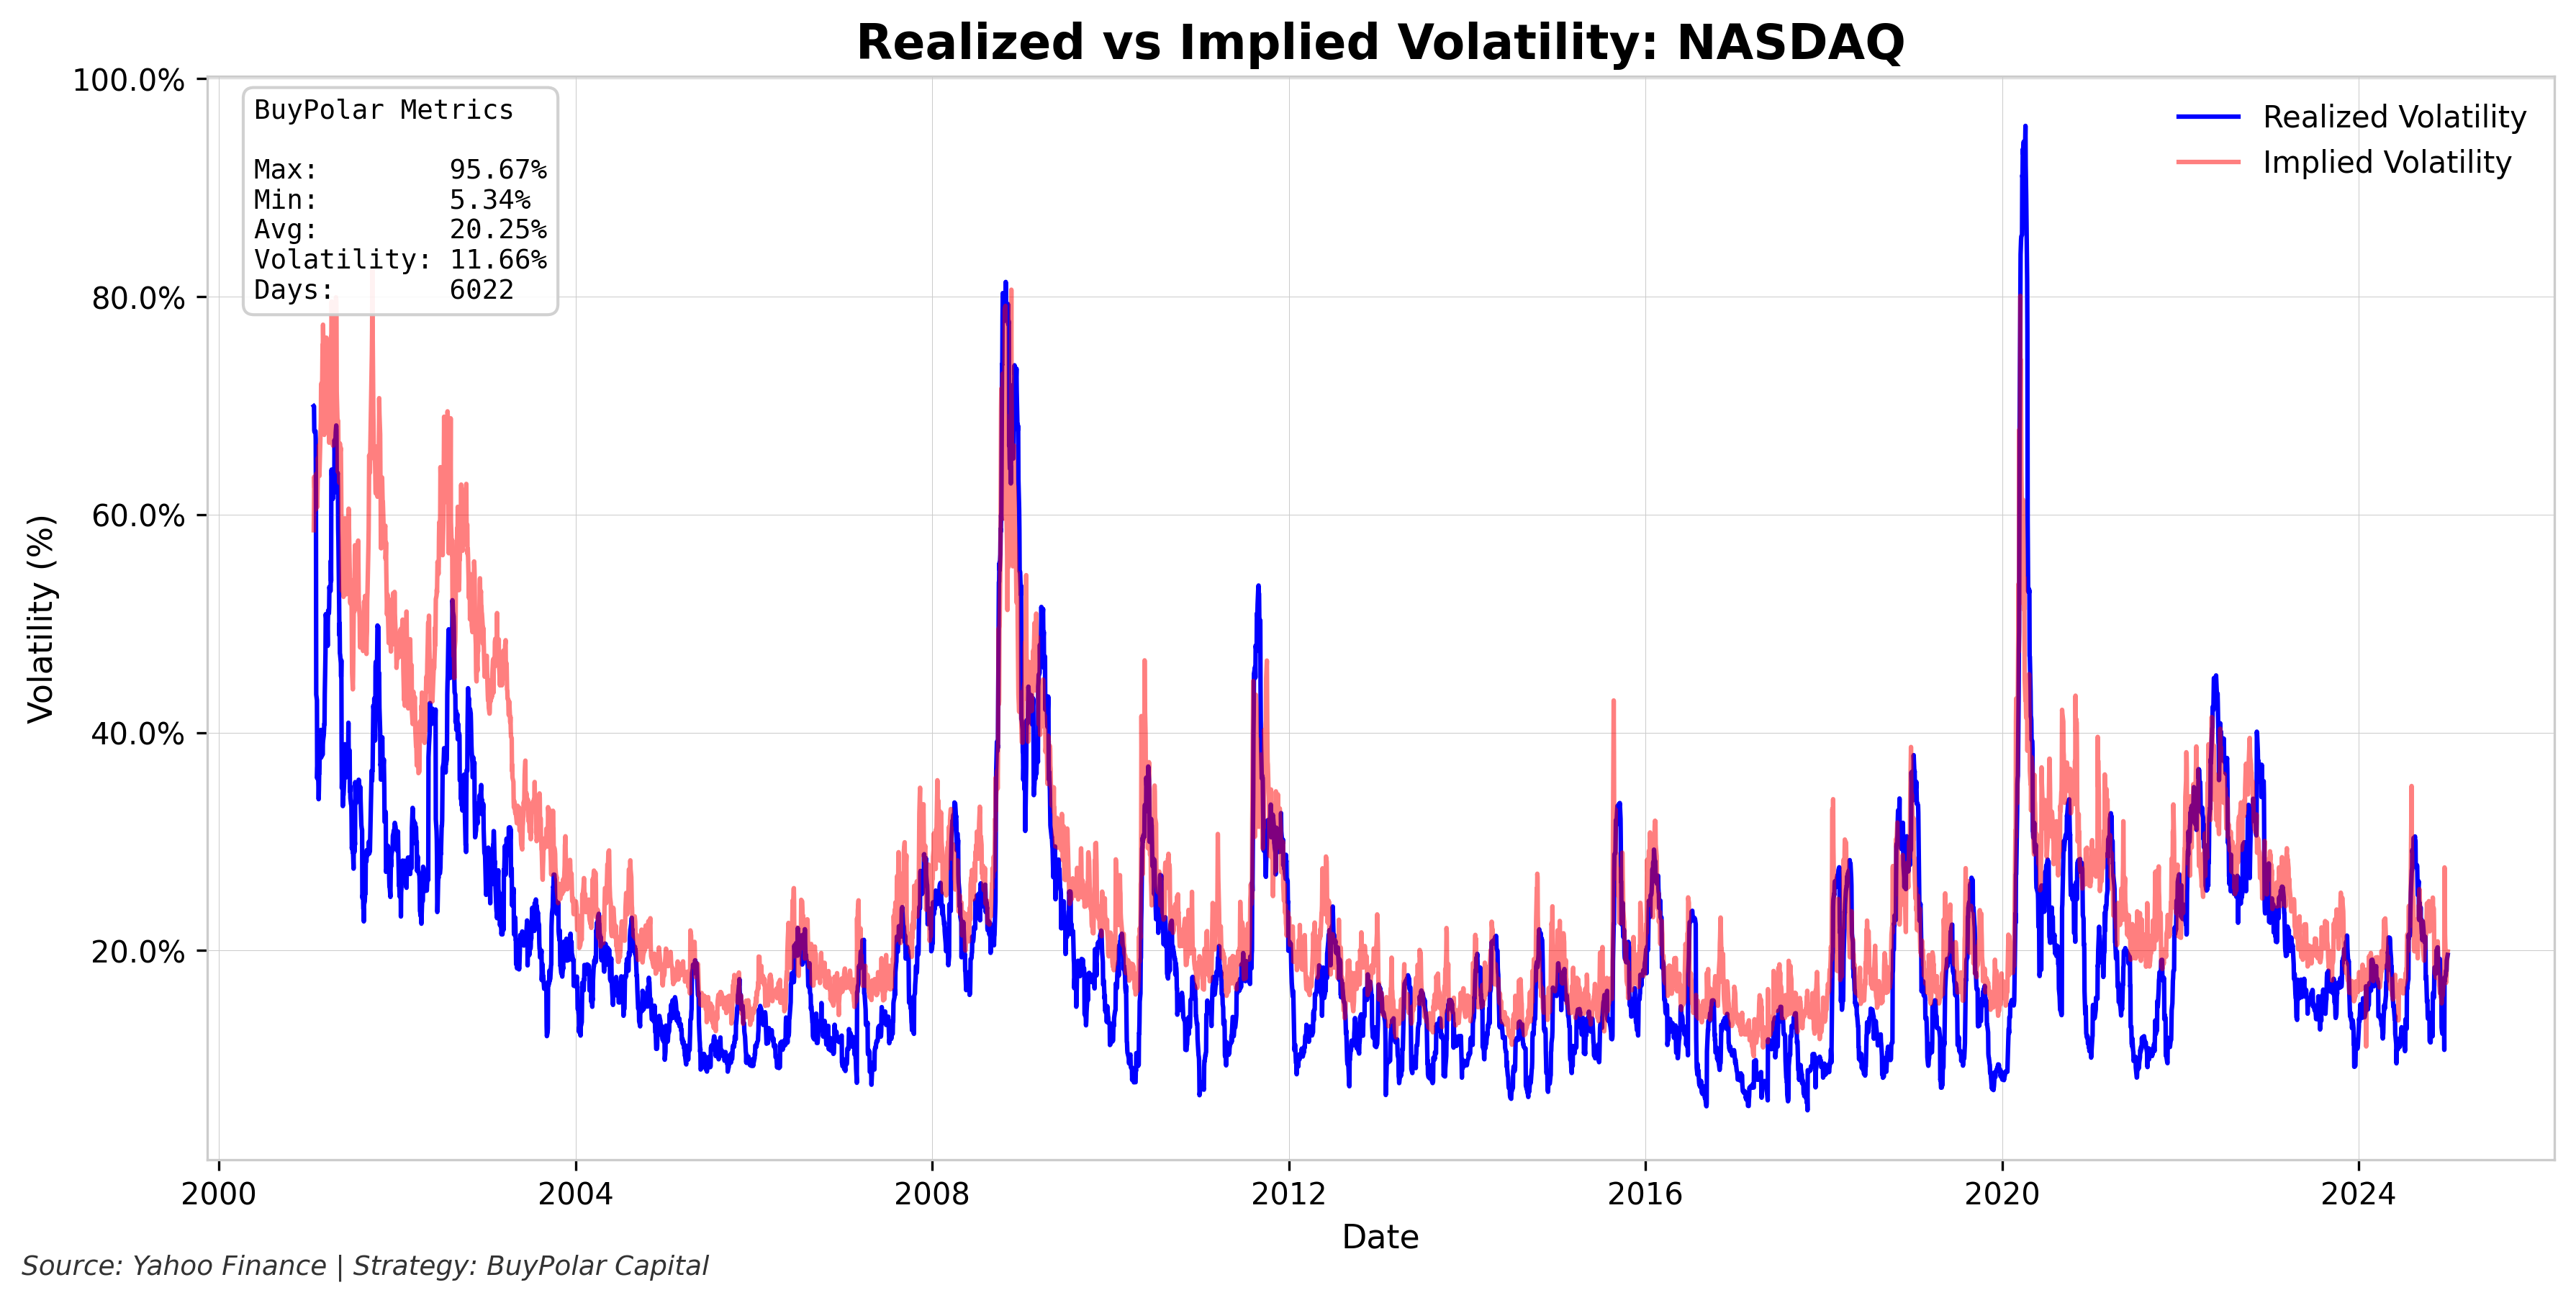 Realized vs Implied Volatility: NASDAQ
100.0%
80.0%
60.0%
40.0%
20.0%
Volatility (%)
BuyPolar Metrics
Max: 95.67%
Min: 5.34%
Avg: 20.25%
Volatility: 11.66%
Days: 6022
Realized Volatility
Implied Volatility
2000 2004 2008 2012 2016 2020 2024
Date
Source: Yahoo Finance | Strategy: BuyPolar Capital